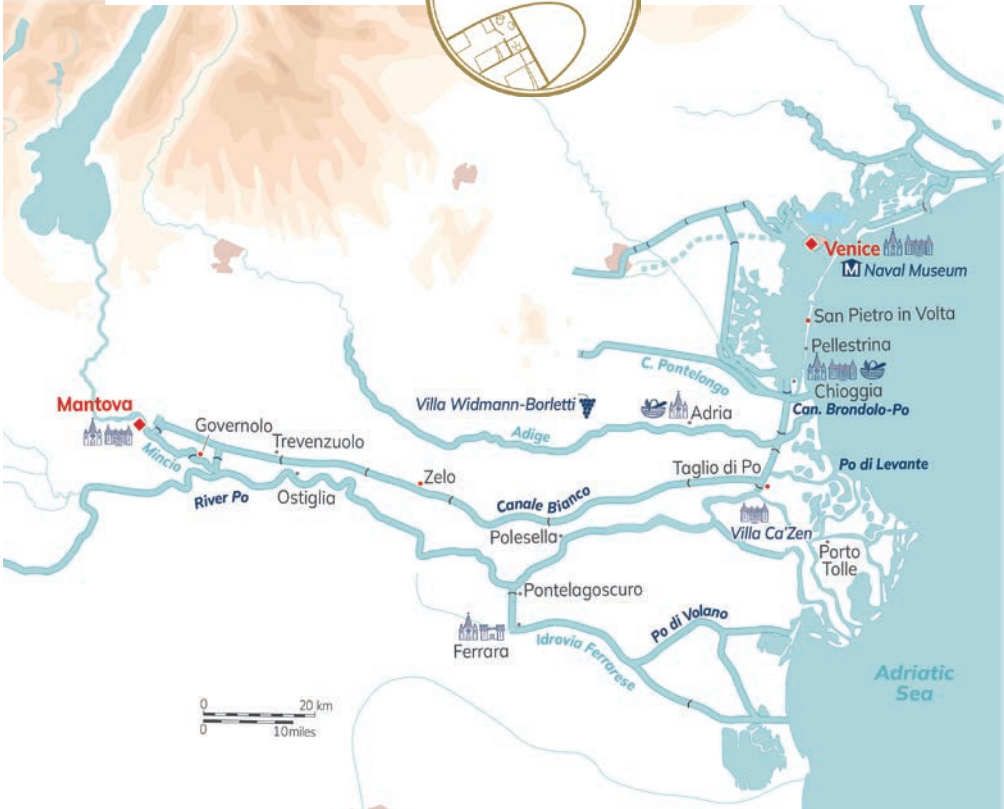 Venice
M
Naval Museum
San Pietro in Volta
Pellestrina
C. Pontelongo
Chioggia
Can. Brondolo-Po
Mantova
Villa Widmann-Borletti
Adria
Governolo
Trevenzuolo
Adige
Mincio
Taglio di Po
Po di Levante
Zelo
River Po
Ostiglia
Canale Bianco
Villa Ca'Zen
Polesella
Porto
Tolle
Pontelagoscuro
Po di Volano
Ferrara
Idrovia Ferrarese
Adriatic
Sea
0 20 km
0 10miles